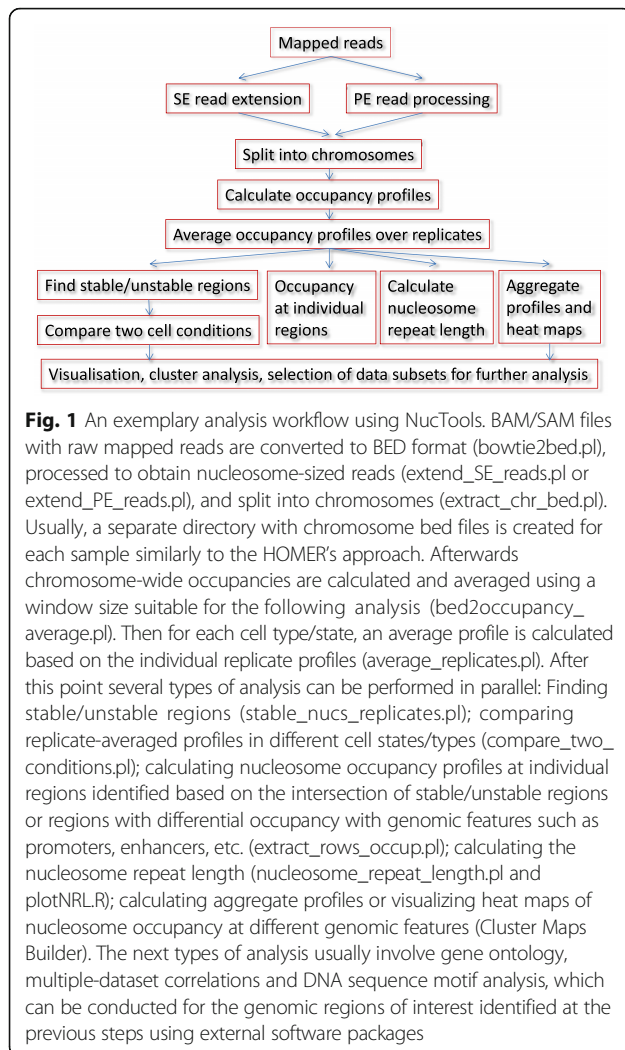 Mapped reads
SE read extension
PE read processing
Split into chromosomes
Calculate occupancy profiles
Average occupancy profiles over replicates
Find stable/unstable regions
Compare two cell conditions
Occupancy
at individual
regions
Calculate
nucleosome
repeat length
Aggregate
profiles and
heat maps
Visualisation, cluster analysis, selection of data subsets for further analysis
Fig. 1 An exemplary analysis workflow using NucTools. BAM/SAM files
with raw mapped reads are converted to BED format (bowtie2bed.pl),
processed to obtain nucleosome-sized reads (extend_SE_reads.pl or
extend_PE_reads.pl), and split into chromosomes (extract_chr_bed.pl).
Usually, a separate directory with chromosome bed files is created for
each sample similarly to the HOMER's approach. Afterwards
chromosome-wide occupancies are calculated and averaged using a
window size suitable for the following analysis (bed2occupancy_
average.pl). Then for each cell type/state, an average profile is calculated
based on the individual replicate profiles (average_replicates.pl). After
this point several types of analysis can be performed in parallel: Finding
stable/unstable regions (stable_nucs_replicates.pl); comparing
replicate-averaged profiles in different cell states/types (compare_two_
conditions.pl); calculating nucleosome occupancy profiles at individual
regions identified based on the intersection of stable/unstable regions
or regions with differential occupancy with genomic features such as
promoters, enhancers, etc. (extract_rows_occup.pl); calculating the
nucleosome repeat length (nucleosome_repeat_length.pl and
plotNRL.R); calculating aggregate profiles or visualizing heat maps of
nucleosome occupancy at different genomic features (Cluster Maps
Builder). The next types of analysis usually involve gene ontology,
multiple-dataset correlations and DNA sequence motif analysis, which
can be conducted for the genomic regions of interest identified at the
previous steps using external software packages